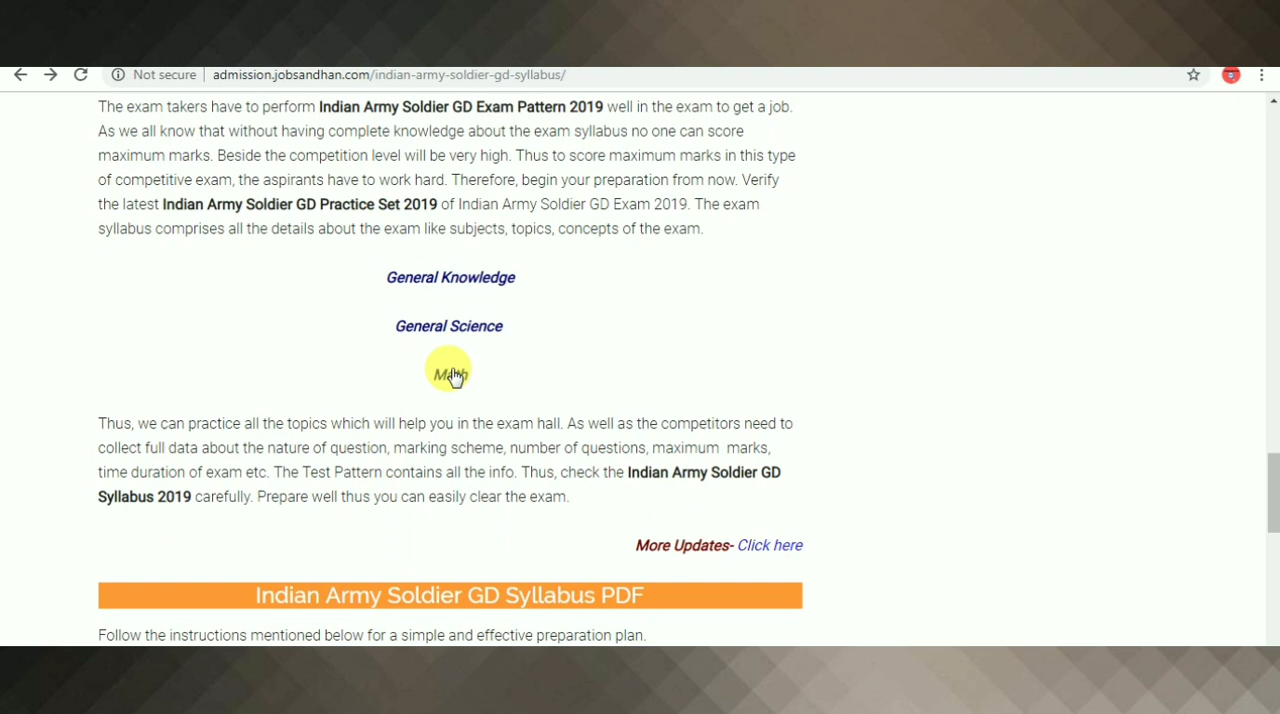 Not secure | admission.jobsandhan.com/indian-army-soldier-gd-syllabus/
The exam takers have to perform Indian Army Soldier GD Exam Pattern 2019 well in the exam to get a job.
As we all know that without having complete knowledge about the exam syllabus no one can score
maximum marks. Beside the competition level will be very high. Thus to score maximum marks in this type
of competitive exam, the aspirants have to work hard. Therefore, begin your preparation from now. Verify
the latest Indian Army Soldier GD Practice Set 2019 of Indian Army Soldier GD Exam 2019. The exam
syllabus comprises all the details about the exam like subjects, topics, concepts of the exam.
General Knowledge
General Science
Math
Thus, we can practice all the topics which will help you in the exam hall. As well as the competitors need to
collect full data about the nature of question, marking scheme, number of questions, maximum marks,
time duration of exam etc. The Test Pattern contains all the info. Thus, check the Indian Army Soldier GD
Syllabus 2019 carefully. Prepare well thus you can easily clear the exam.
More Updates- Click here
Indian Army Soldier GD Syllabus PDF
Follow the instructions mentioned below for a simple and effective preparation plan.